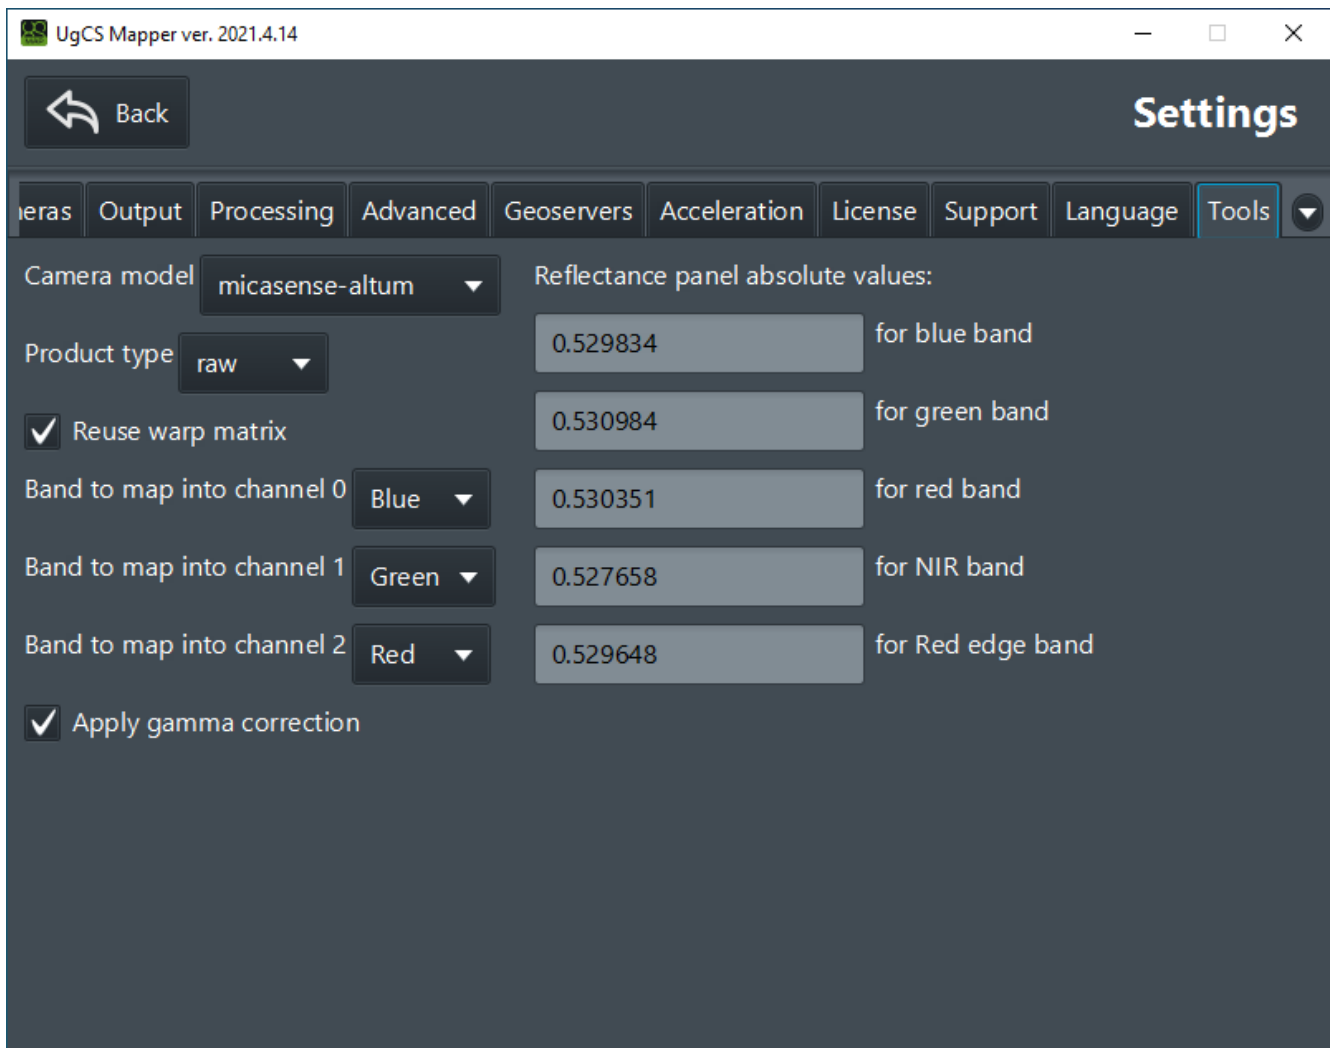 UgCS Mapper ver. 2021.4.14
Back
Settings
Output Processing Advanced Geoservers Acceleration License Support Language Tools
Camera model micasense-altum
Product type raw
Reuse warp matrix
Band to map into channel 0 Blue
Band to map into channel 1 Green
Band to map into channel 2 Red
Apply gamma correction
Reflectance panel absolute values:
0.529834 for blue band
0.530984 for green band
0.530351 for red band
0.527658 for NIR band
0.529648 for Red edge band